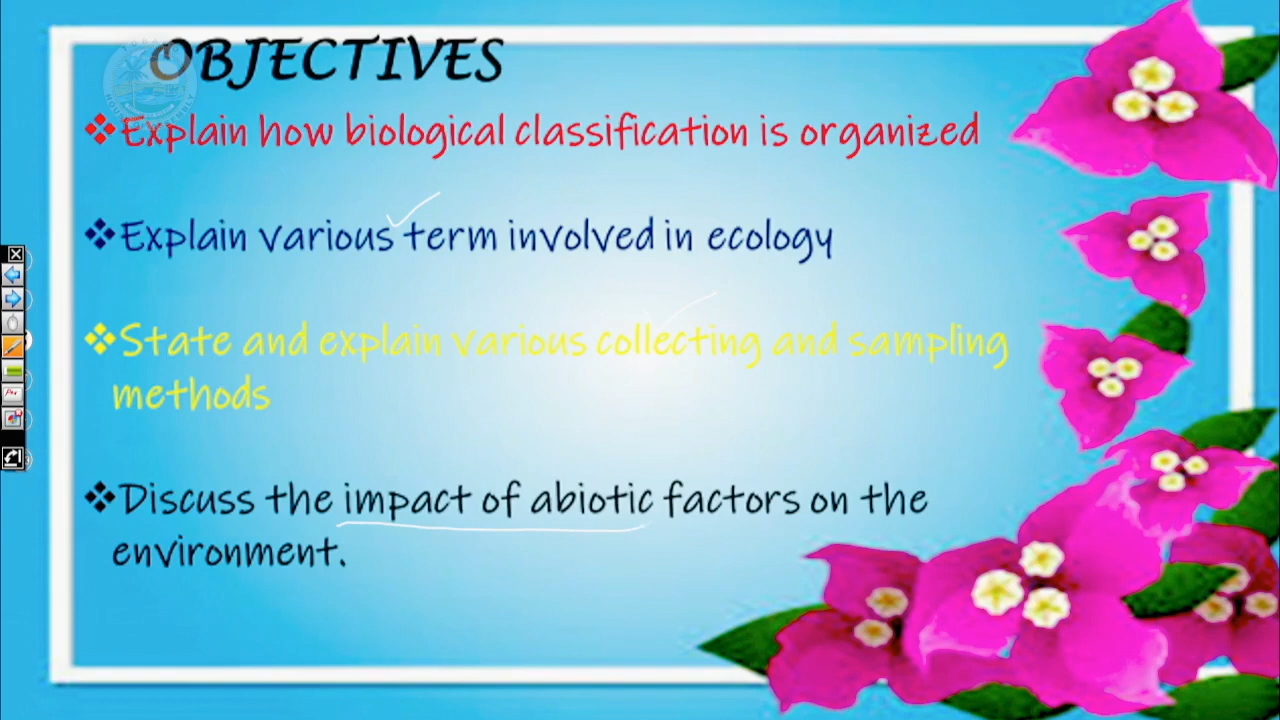 OBJECTIVES
❖Explain how biological classification is organized
❖Explain various term involved in ecology
❖State and explain various collecting and sampling
methods
❖Discuss the impact of abiotic factors on the
environment.